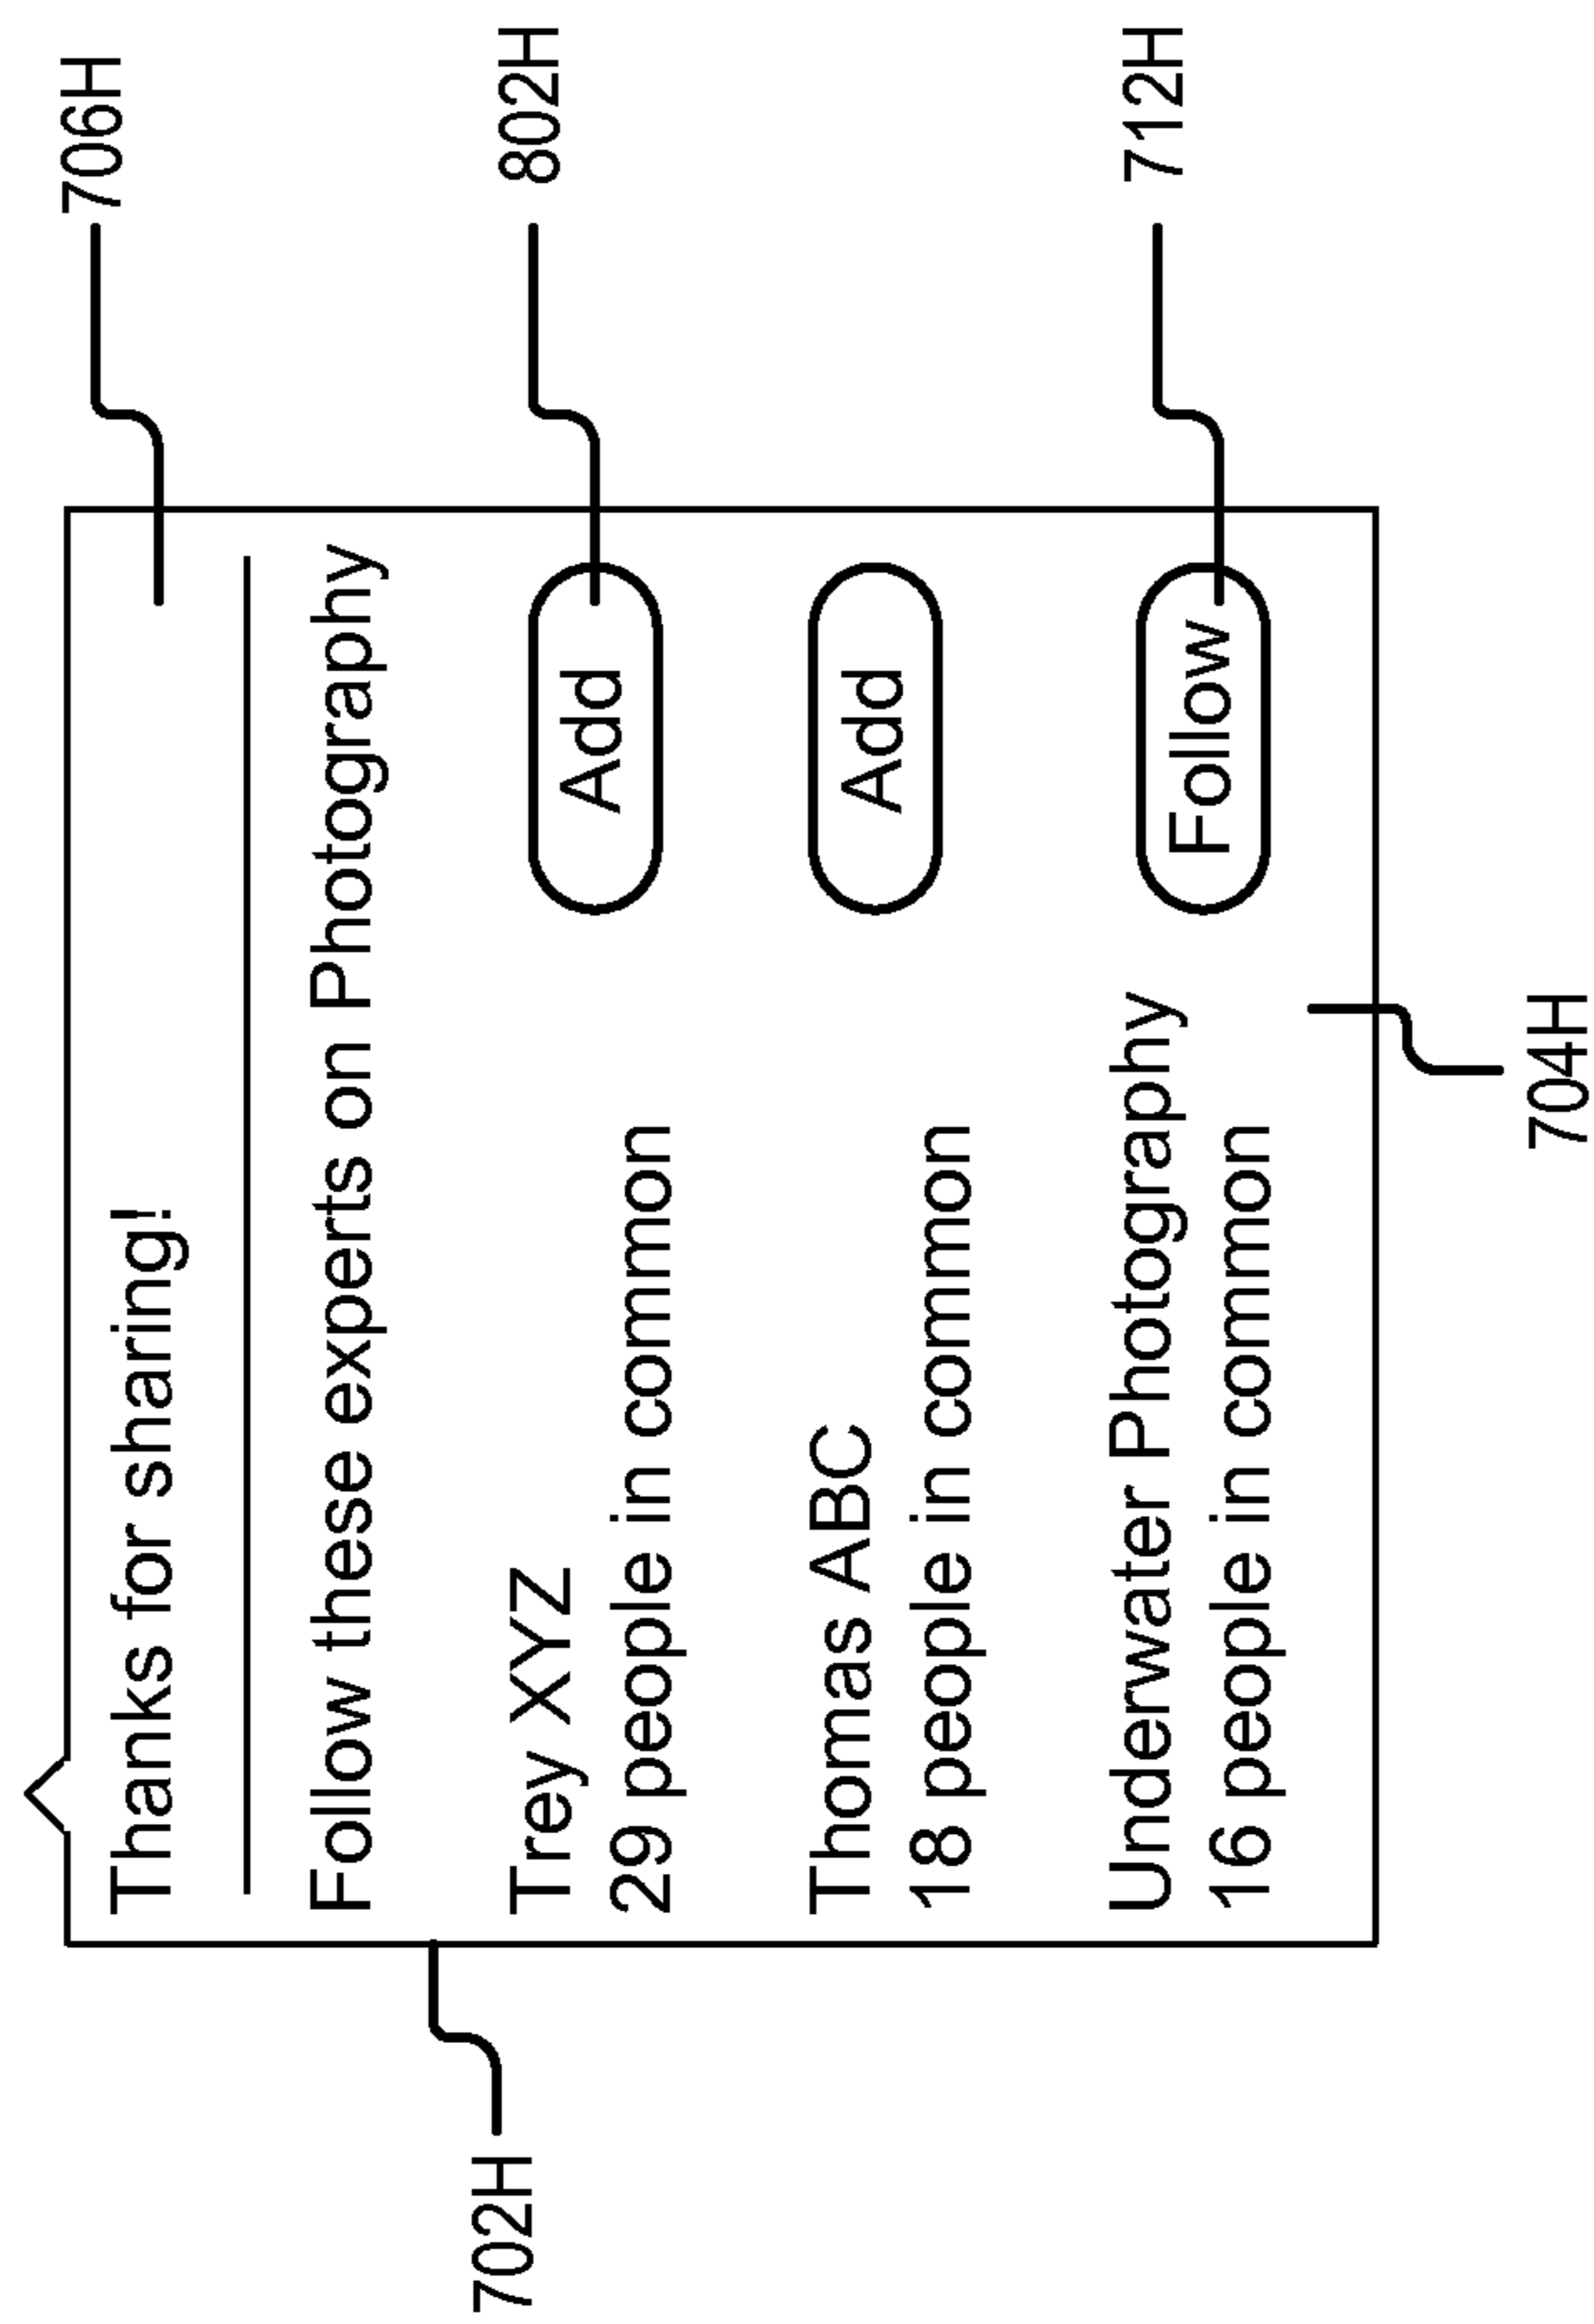 Thanks for sharing!
706H
Follow these experts on Photography
702H
Trey XYZ
Add
802H
29 people in common
Thomas ABC
Add
18 people in common
Underwater Photography
Follow
712H
16 people in common
704H